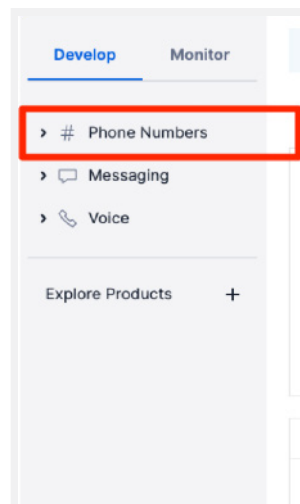 Develop Monitor
# Phone Numbers
Messaging
Voice
Explore Products +